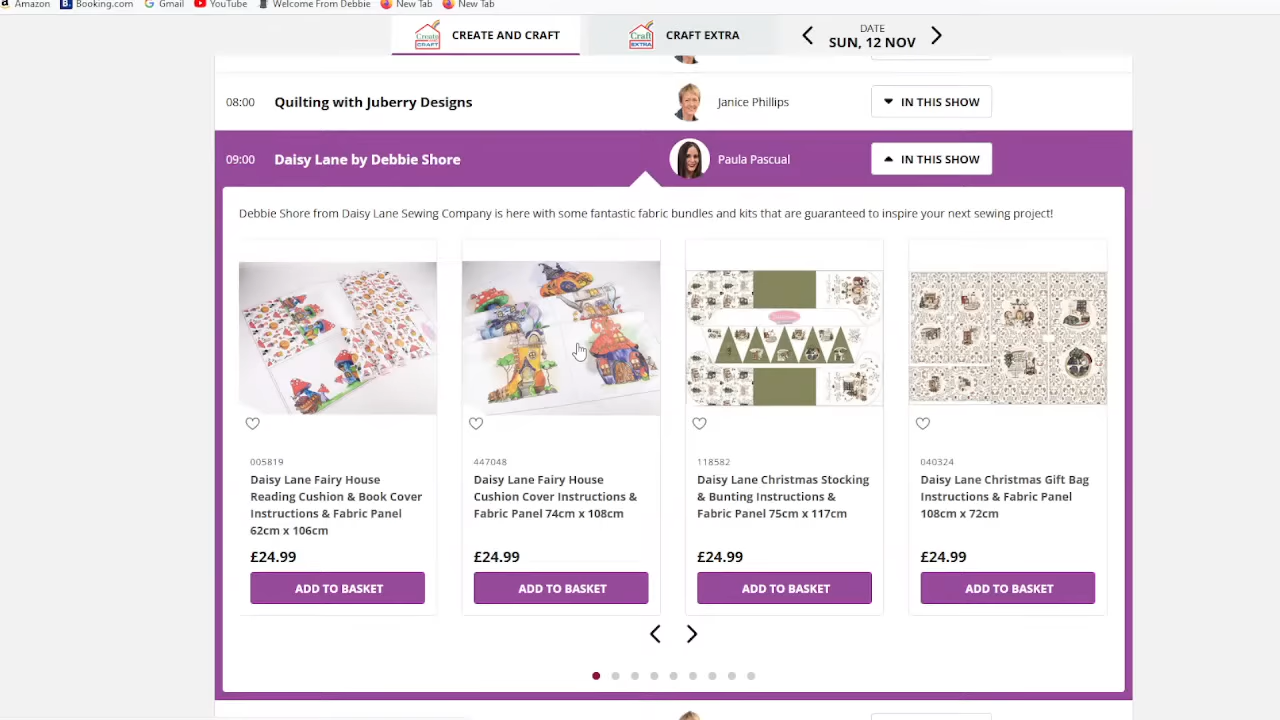 Amazon Booking.com Gmail YouTube Welcome From Debbie New Tab New Tab
Create and CRAFT CREATE AND CRAFT Craft EXTRA CRAFT EXTRA DATE
SUN, 12 NOV
08:00 Quilting with Juberry Designs Janice Phillips IN THIS SHOW
09:00 Daisy Lane by Debbie Shore Paula Pascual IN THIS SHOW
Debbie Shore from Daisy Lane Sewing Company is here with some fantastic fabric bundles and kits that are guaranteed to inspire your next sewing project!
005819
Daisy Lane Fairy House
Reading Cushion & Book Cover
Instructions & Fabric Panel
62cm x 106cm
£24.99
ADD TO BASKET
447048
Daisy Lane Fairy House
Cushion Cover Instructions &
Fabric Panel 74cm x 108cm
£24.99
ADD TO BASKET
118582
Daisy Lane Christmas Stocking
& Bunting Instructions &
Fabric Panel 75cm x 117cm
£24.99
ADD TO BASKET
040324
Daisy Lane Christmas Gift Bag
Instructions & Fabric Panel
108cm x 72cm
£24.99
ADD TO BASKET